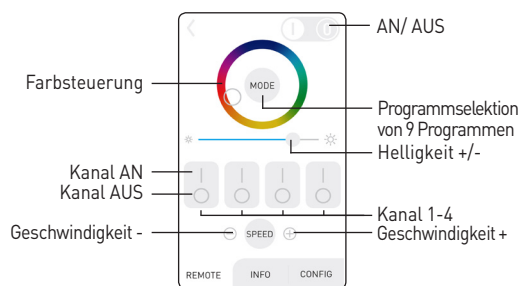 AN/ AUS
Farbsteuerung
MODE
Programmselektion
von 9 Programmen
Helligkeit +/-
Kanal AN
Kanal AUS
Kanal 1-4
Geschwindigkeit -
SPEED
Geschwindigkeit +
REMOTE
INFO
CONFIG